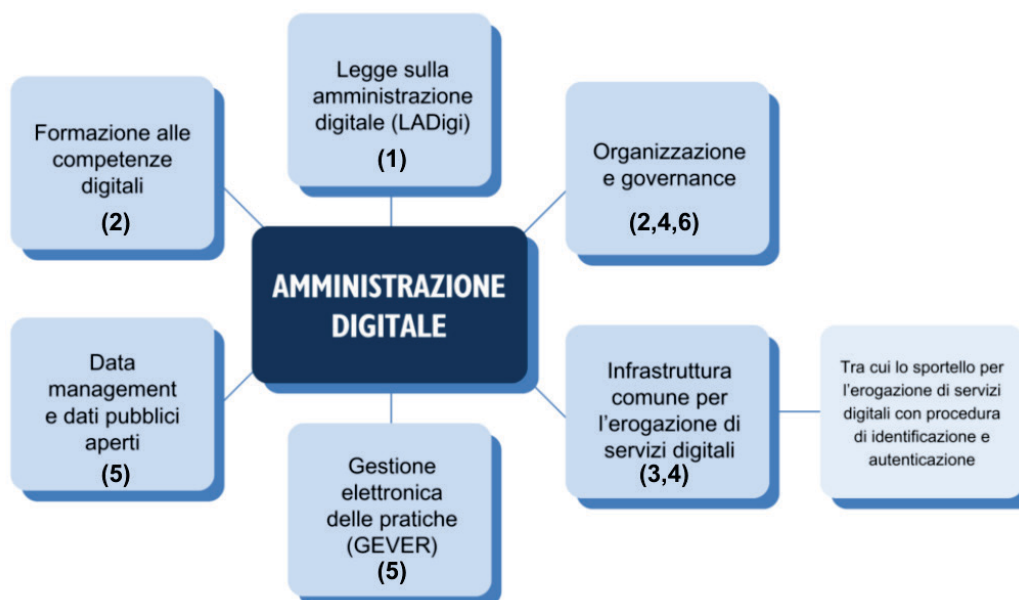 Legge sulla
amministrazione
digitale (LADigi)
(1)
Formazione alle
competenze
digitali
(2)
Organizzazione
e governance
(2,4,6)
AMMINISTRAZIONE
DIGITALE
Data
management
e dati pubblici
aperti
(5)
Gestione
elettronica
delle pratiche
(GEVER)
(5)
Infrastruttura
comune per
l'erogazione di
servizi digitali
(3,4)
Tra cui lo sportello per
l'erogazione di servizi
digitali con procedura
di identificazione e
autenticazione